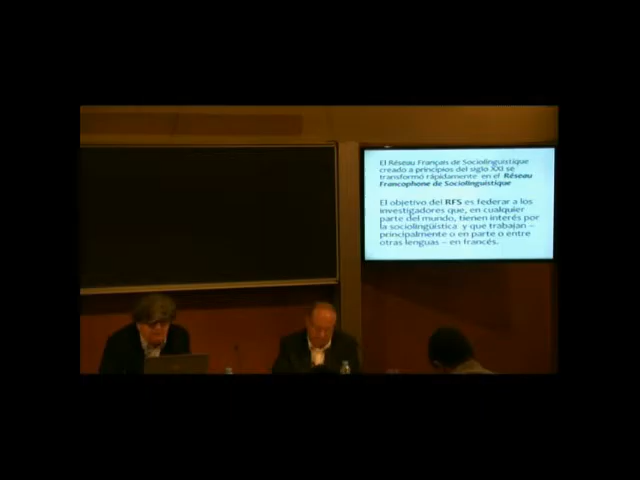 El Réseau Français de Sociolinguistique
creado a principios del siglo XXI se
transformó rápidamente en el Réseau
Francophone de Sociolinguistique
El objetivo del RFS es federar a los
investigadores que, en cualquier
parte del mundo, tienen interés por
la sociolingüística y que trabajan –
principalmente o en parte o entre
otras lenguas – en francés.